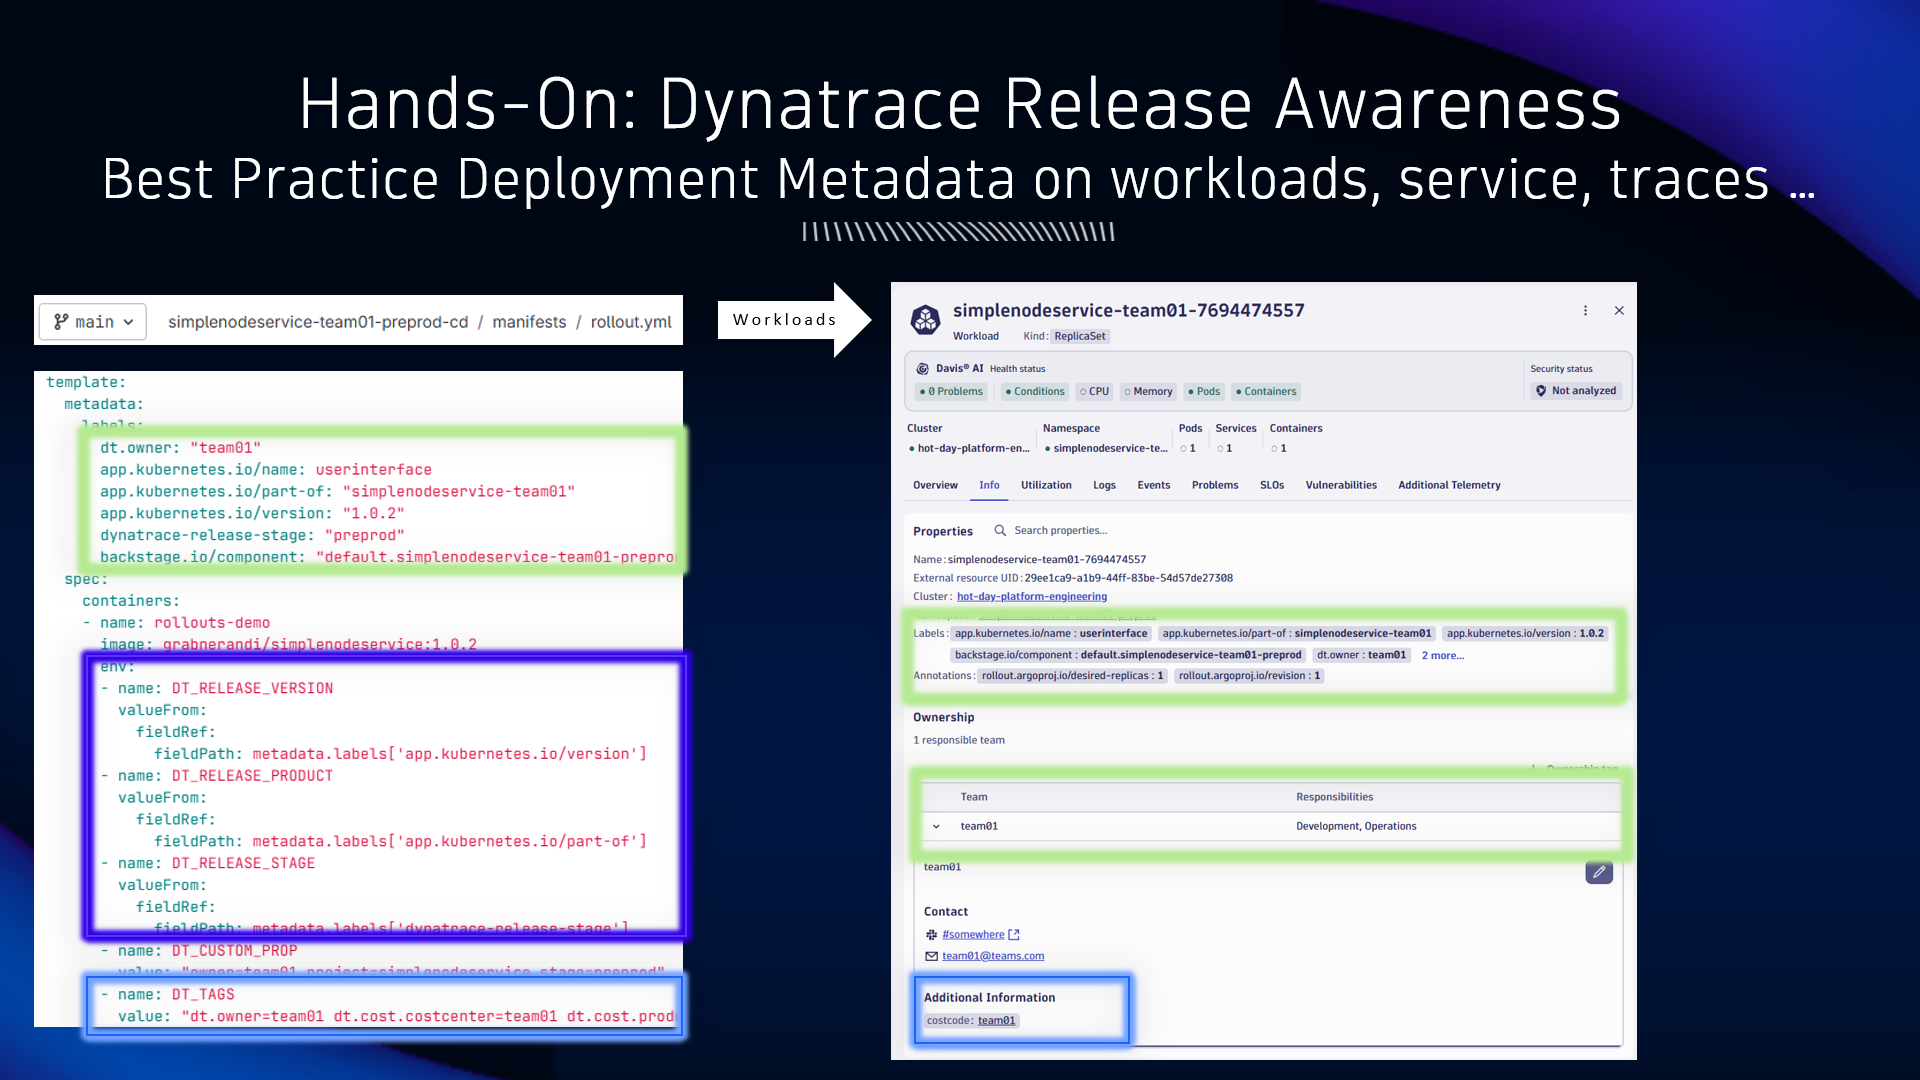 Hands-On: Dynatrace Release Awareness
Best Practice Deployment Metadata on workloads, service, traces ...
main
simplenodeservice-team01-preprod-cd / manifests / rollout.yml
template:
metadata:
labels:
dt.owner: "team01"
app.kubernetes.io/name: userinterface
app.kubernetes.io/part-of: "simplenodeservice-team01"
app.kubernetes.io/version: "1.0.2"
dynatrace-release-stage: "preprod"
backstage.io/component: "default.simplenodeservice-team01-prepro
spec:
containers:
- name: rollouts-demo
image: grabnerandi/simplenodeservice:1.0.2
env:
- name: DT_RELEASE_VERSION
valueFrom:
fieldRef:
fieldPath: metadata.labels['app.kubernetes.io/version']
- name: DT_RELEASE_PRODUCT
valueFrom:
fieldRef:
fieldPath: metadata.labels['app.kubernetes.io/part-of']
- name: DT_RELEASE_STAGE
valueFrom:
fieldRef:
fieldPath: metadata.labels['dynatrace-release-stage']
- name: DT_CUSTOM_PROP
value: "owner=team01 project=simplenodeservice stage=preprod"
- name: DT_TAGS
value: "dt.owner=team01 dt.cost.costcenter=team01 dt.cost.prod
Workloads
simplenodeservice-team01-7694474557
Workload Kind: ReplicaSet
Davis® AI Health status
Security status
0 Problems Conditions CPU Memory Pods Containers
Not analyzed
Cluster Namespace Pods Services Containers
hot-day-platform-en... simplenodeservice-te... 1 1 1
Overview Info Utilization Logs Events Problems SLOs Vulnerabilities Additional Telemetry
Properties Search properties...
Name: simplenodeservice-team01-7694474557
External resource UID: 29ee1ca9-a1b9-44ff-83be-54d57de27308
Cluster: hot-day-platform-engineering
Labels: app.kubernetes.io/name : userinterface app.kubernetes.io/part-of : simplenodeservice-team01 app.kubernetes.io/version : 1.0.2
backstage.io/component : default.simplenodeservice-team01-preprod dt.owner : team01 2 more...
Annotations: rollout.argoproj.io/desired-replicas : 1 rollout.argoproj.io/revision : 1
Ownership
1 responsible team
Ownership tag
Team Responsibilities
team01 Development, Operations
team01
Contact
#somewhere
team01@teams.com
Additional Information
costcode: team01